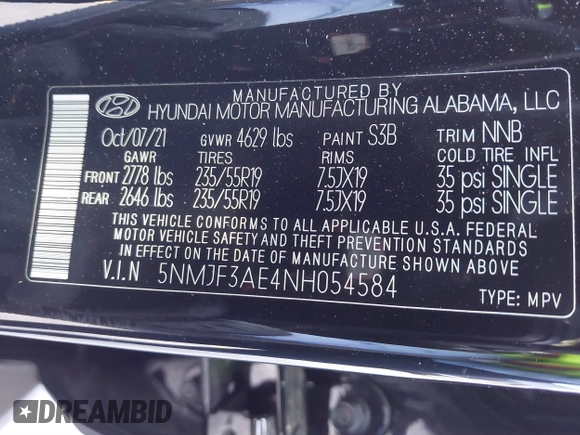 MANUFACTURED BY
HYUNDAI MOTOR MANUFACTURING ALABAMA, LLC
Oct/07/21 GVWR 4629 lbs PAINT S3B TRIM NNB
GAWR TIRES RIMS COLD TIRE INFL
FRONT 2778 lbs 235/55R19 7.5JX19 35 psi SINGLE
REAR 2646 lbs 235/55R19 7.5JX19 35 psi SINGLE
THIS VEHICLE CONFORMS TO ALL APPLICABLE U.S.A. FEDERAL
MOTOR VEHICLE SAFETY AND THEFT PREVENTION STANDARDS
IN EFFECT ON THE DATE OF MANUFACTURE SHOWN ABOVE.
V.I.N 5NMJF3AE4NH054584
TYPE: MPV
DREAMBID